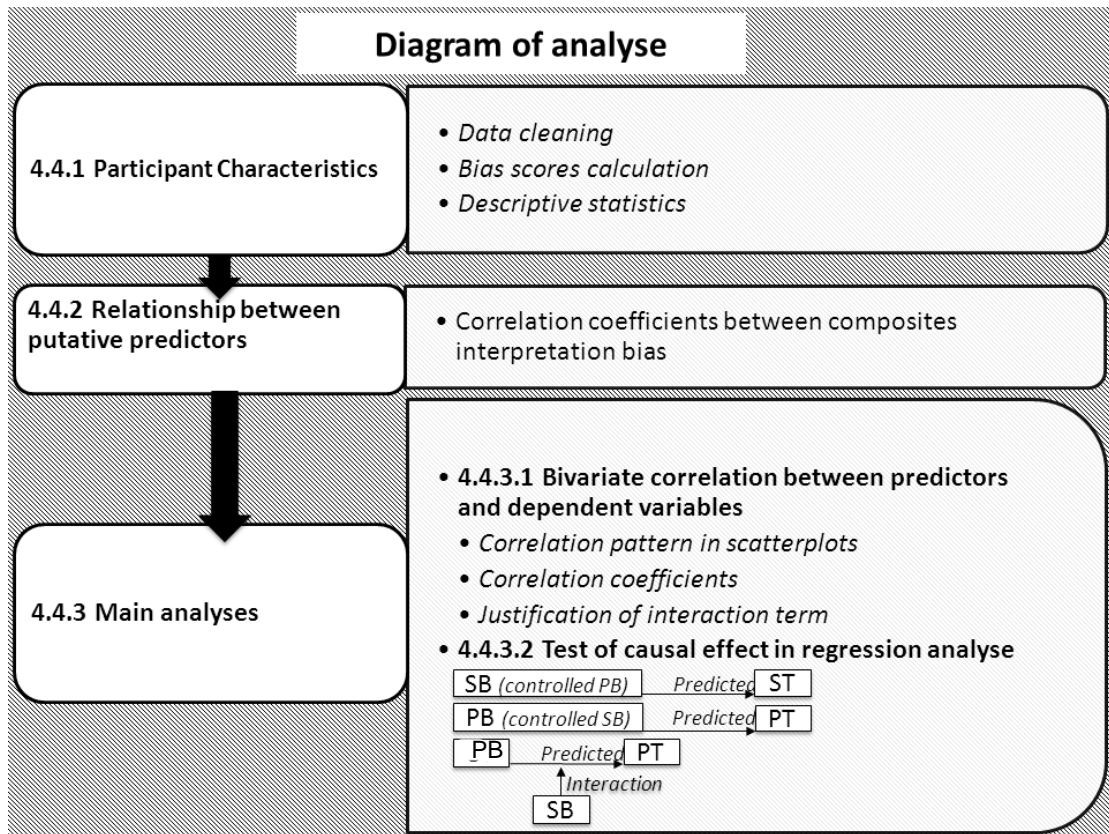 Diagram of analyse
4.4.1 Participant Characteristics
• Data cleaning
• Bias scores calculation
• Descriptive statistics
4.4.2 Relationship between
putative predictors
• Correlation coefficients between composites
interpretation bias
4.4.3 Main analyses
• 4.4.3.1 Bivariate correlation between predictors
and dependent variables
• Correlation pattern in scatterplots
• Correlation coefficients
• Justification of interaction term
• 4.4.3.2 Test of causal effect in regression analyse
SB (controlled PB) Predicted ST
PB (controlled SB) Predicted PT
PB Predicted PT
Interaction
SB